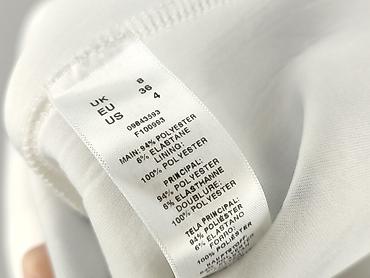 UK 8
EU 36
US 4
09843593
F100993
MAIN: 94% POLYESTER
6% ELASTANE
LINING:
100% POLYESTER
PRINCIPAL:
94% POLYESTER
6% ELASTHANNE
DOUBLURE:
100% POLYESTER
TELA PRINCIPAL:
94% POLIÉSTER
6% ELASTANO
FORRO:
100% POLIÉSTER